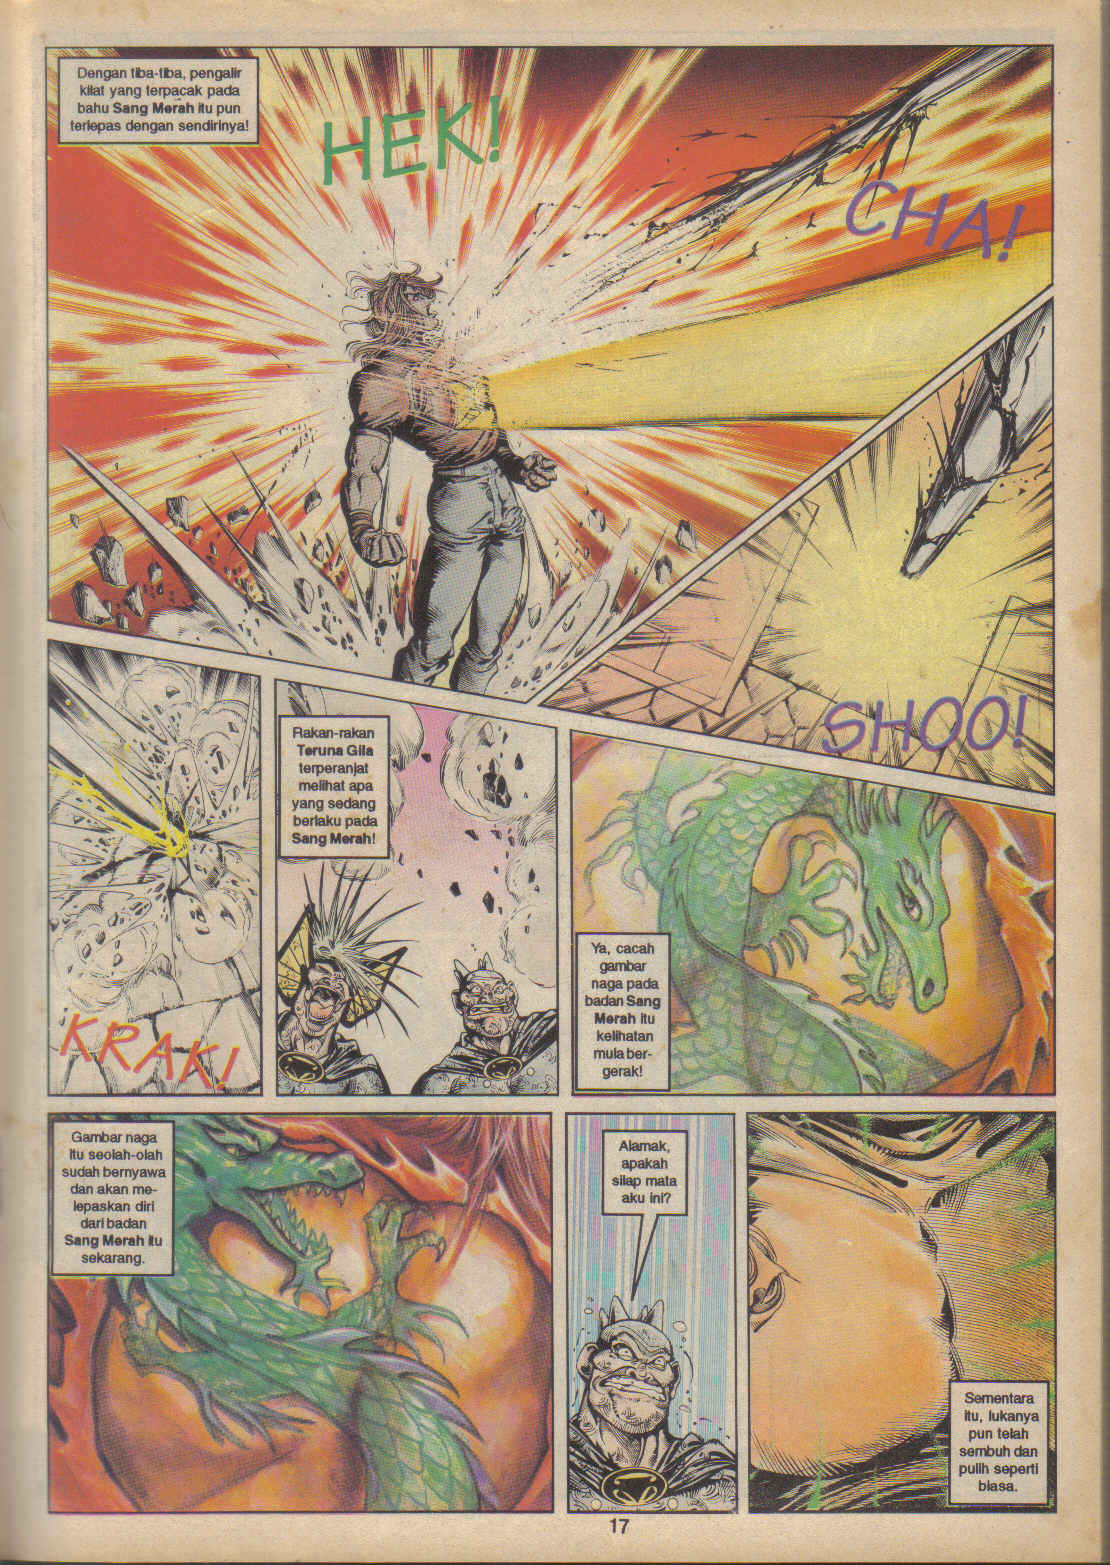 Dengan tiba-tiba, pengalir
kilat yang terpacak pada
bahu Sang Merah itu pun
terlepas dengan sendirinya!
HEK!
CHA!
SHOO!
KRAK!
Rakan-rakan
Teruna Gila
terperanjat
melihat apa
yang sedang
berlaku pada
Sang Merah!
Ya, cacah
gambar
naga pada
badan Sang
Merah itu
kelihatan
mula ber-
gerak!
Gambar naga
itu seolah-olah
sudah bernyawa
dan akan me-
lepaskan diri
dari badan
Sang Merah itu
sekarang.
Alamak,
apakah
silap mata
aku ini?
Sementara
itu, lukanya
pun telah
sembuh dan
pulih seperti
biasa.
17